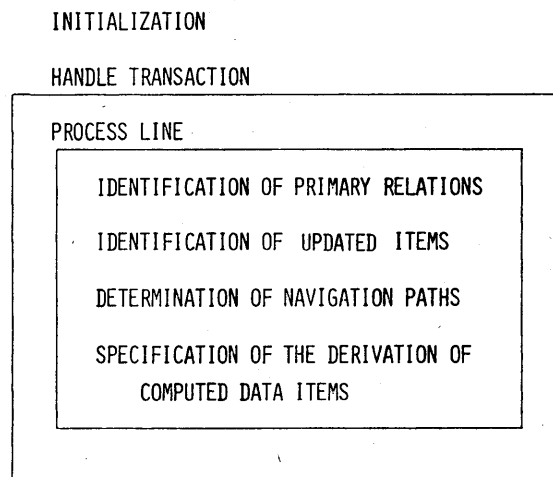 INITIALIZATION
HANDLE TRANSACTION
PROCESS LINE
IDENTIFICATION OF PRIMARY RELATIONS
IDENTIFICATION OF UPDATED ITEMS
DETERMINATION OF NAVIGATION PATHS
SPECIFICATION OF THE DERIVATION OF
COMPUTED DATA ITEMS